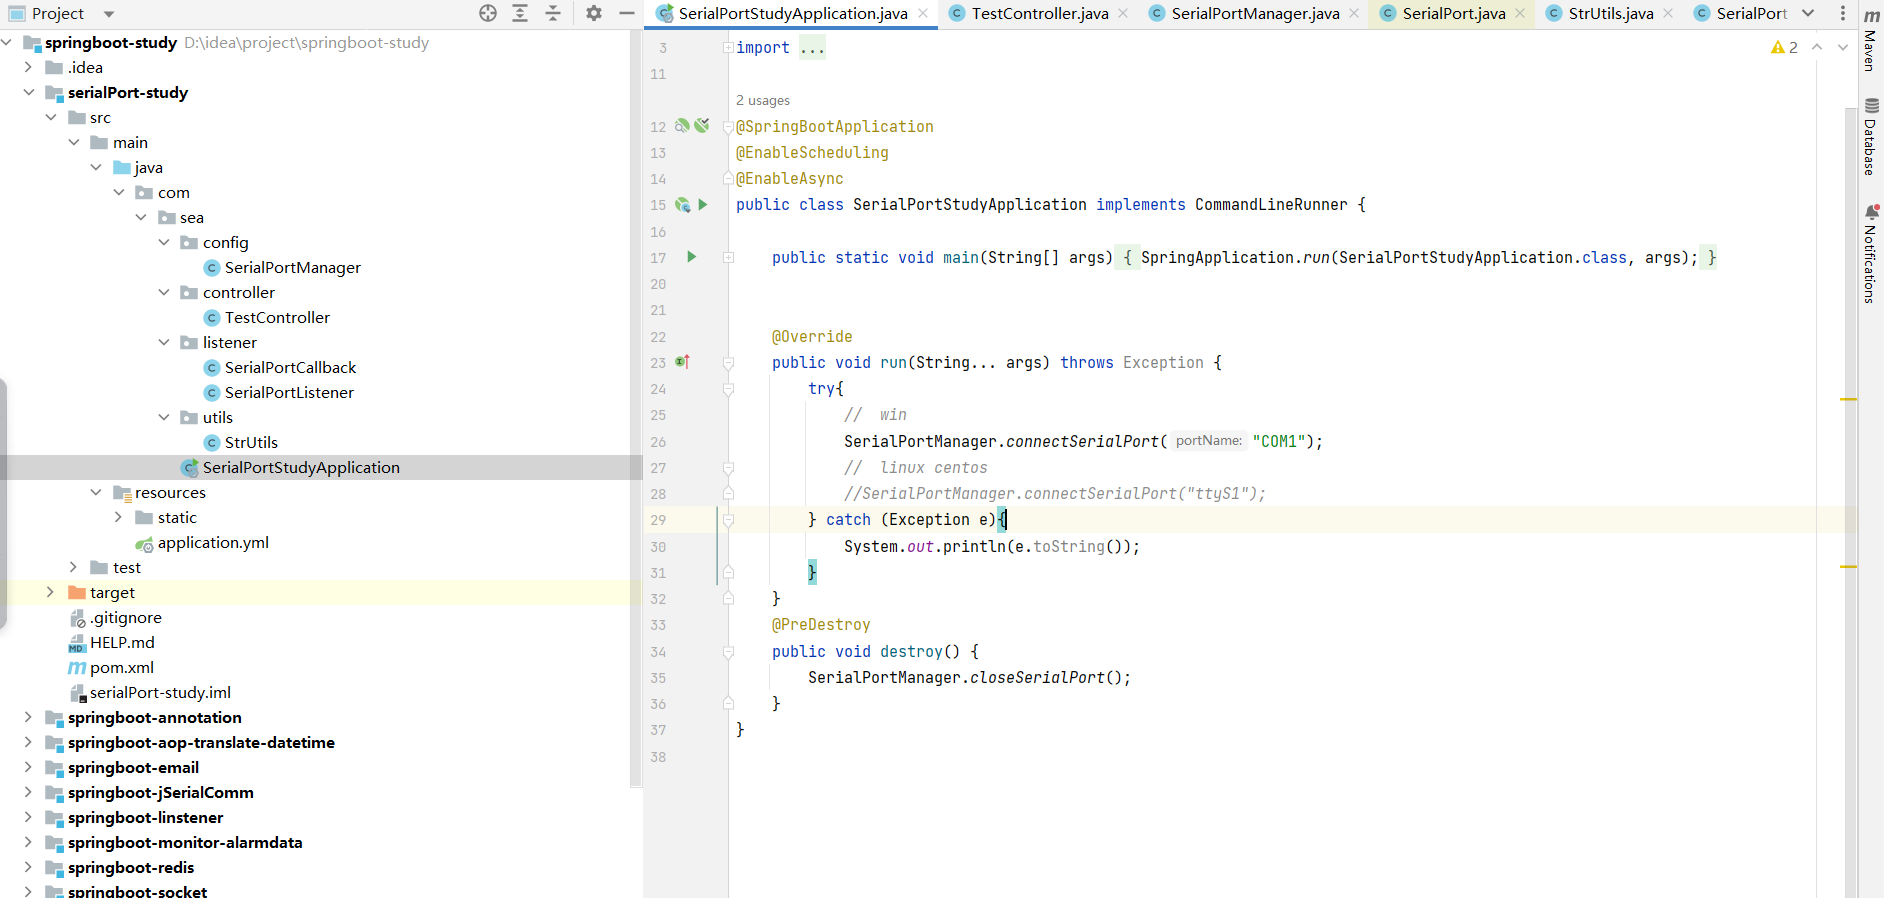 Project
springboot-study D:\idea\project\springboot-study
.idea
serialPort-study
src
main
java
com
sea
config
SerialPortManager
controller
TestController
listener
SerialPortCallback
SerialPortListener
utils
StrUtils
SerialPortStudyApplication
resources
static
application.yml
test
target
.gitignore
HELP.md
pom.xml
serialPort-study.iml
springboot-annotation
springboot-aop-translate-datetime
springboot-email
springboot-jSerialComm
springboot-linstener
springboot-monitor-alarmdata
springboot-redis
springboot-socket
SerialPortStudyApplication.java TestController.java SerialPortManager.java SerialPort.java StrUtils.java SerialPort
3 import ...
2
11
2 usages
12 @SpringBootApplication
13 @EnableScheduling
14 @EnableAsync
15 public class SerialPortStudyApplication implements CommandLineRunner {
16
17 public static void main(String[] args) { SpringApplication.run(SerialPortStudyApplication.class, args); }
20
21
22 @Override
23 public void run(String... args) throws Exception {
24 try{
25 // win
26 SerialPortManager.connectSerialPort( portName: "COM1");
27 // linux centos
28 //SerialPortManager.connectSerialPort("ttyS1");
29 } catch (Exception e){
30 System.out.println(e.toString());
31 }
32 }
33 @PreDestroy
34 public void destroy() {
35 SerialPortManager.closeSerialPort();
36 }
37 }
38
m Maven
Database
Notifications